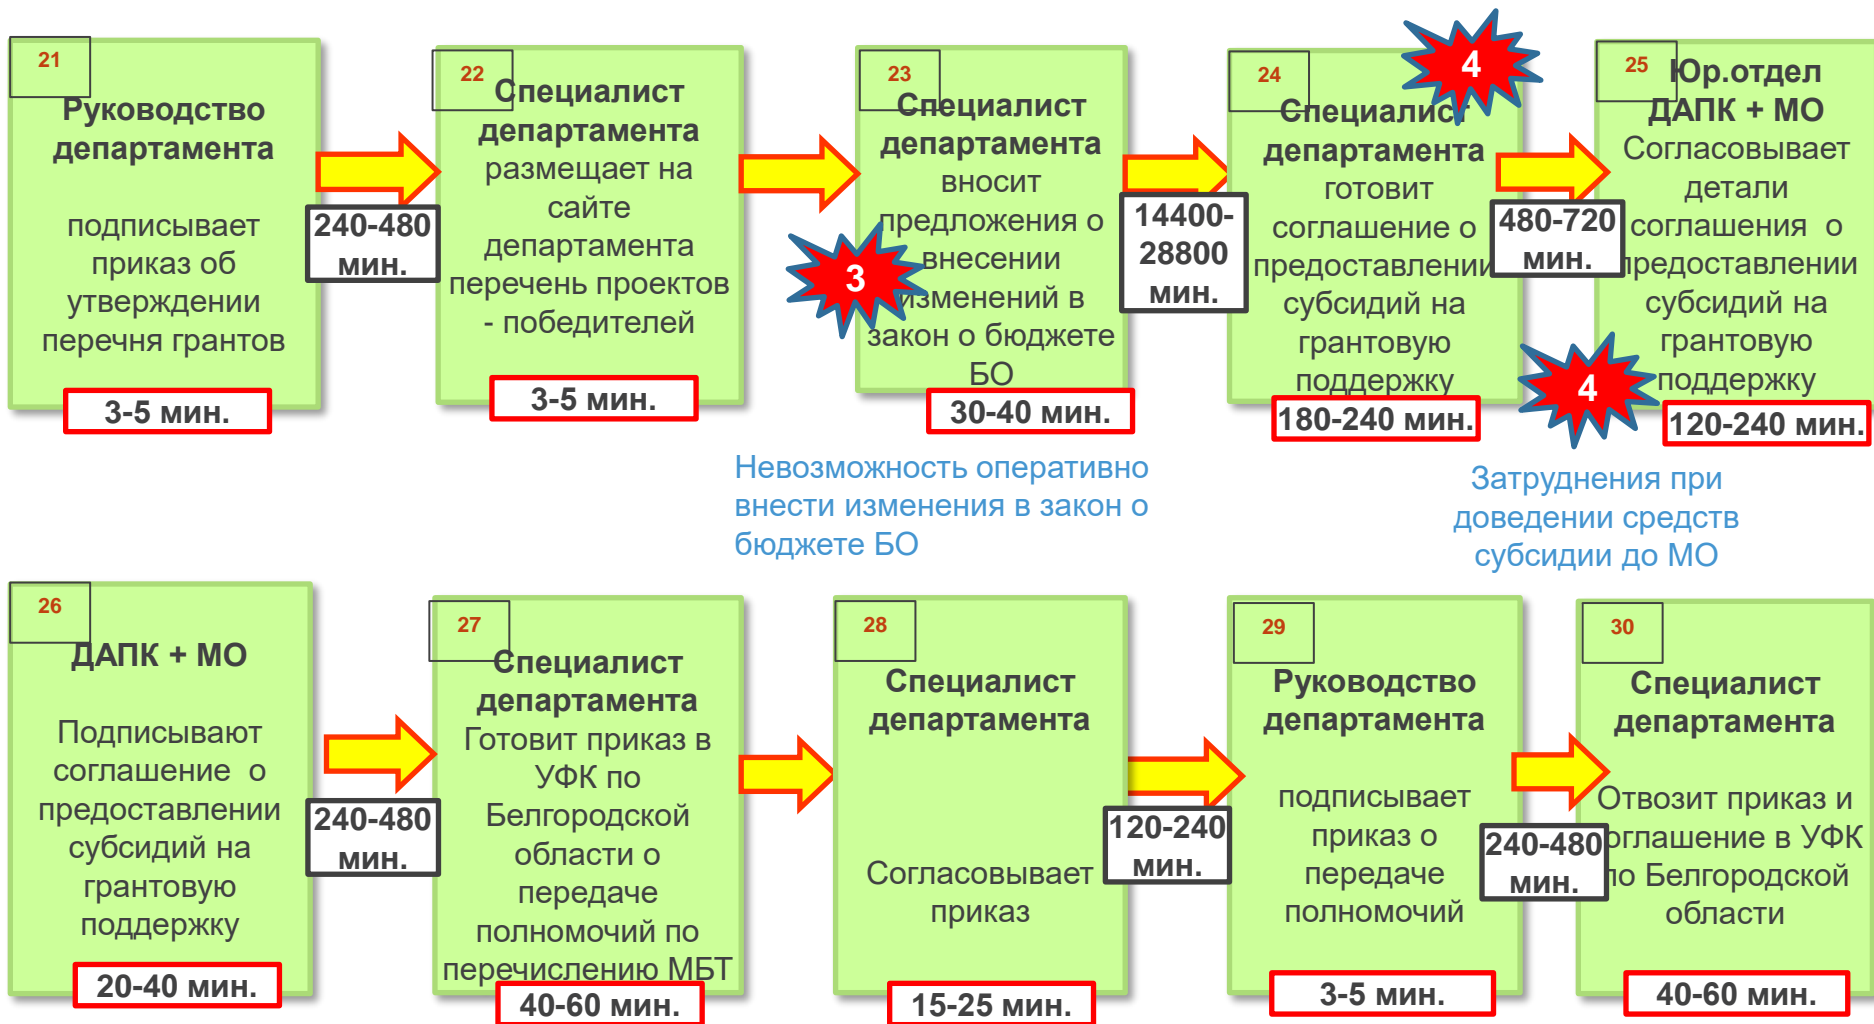 21
Руководство
департамента
подписывает
приказ об
утверждении
перечня грантов
3-5 мин.
240-480
мин.
22
Специалист
департамента
размещает на
сайте
департамента
перечень проектов
- победителей
3-5 мин.
23
Специалист
департамента
вносит
предложения о
внесении
изменений в
закон о бюджете
БО
30-40 мин.
3
14400-
28800
мин.
24
4
Специалист
департамента
готовит
соглашение о
предоставлении
субсидий на
грантовую
поддержку
180-240 мин.
480-720
мин.
25
Юр.отдел
ДАПК + МО
Согласовывает
детали
соглашения о
предоставлении
субсидий на
грантовую
поддержку
4
120-240 мин.
Невозможность оперативно
внести изменения в закон о
бюджете БО
Затруднения при
доведении средств
субсидии до МО
26
ДАПК + МО
Подписывают
соглашение о
предоставлении
субсидий на
грантовую
поддержку
20-40 мин.
240-480
мин.
27
Специалист
департамента
Готовит приказ в
УФК по
Белгородской
области о
передаче
полномочий по
перечислению МБТ
40-60 мин.
28
Специалист
департамента
Согласовывает
приказ
15-25 мин.
120-240
мин.
29
Руководство
департамента
подписывает
приказ о
передаче
полномочий
3-5 мин.
240-480
мин.
30
Специалист
департамента
Отвозит приказ и
соглашение в УФК
по Белгородской
области
40-60 мин.